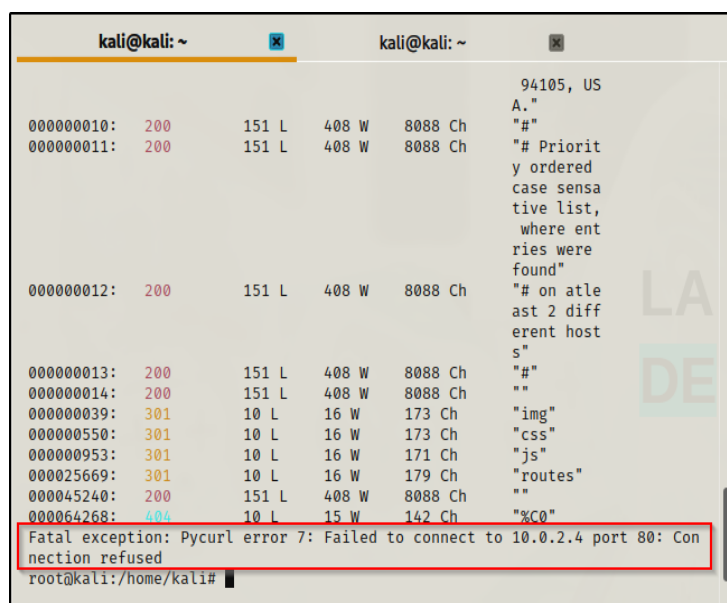 kali@kali: ~ x kali@kali: ~ x
94105, US
A."
000000010: 200 151 L 408 W 8088 Ch "#"
000000011: 200 151 L 408 W 8088 Ch "# Priorit
y ordered
case sensa
tive list,
where ent
ries were
found"
000000012: 200 151 L 408 W 8088 Ch "# on atle
ast 2 diff
erent host
s"
000000013: 200 151 L 408 W 8088 Ch "#"
000000014: 200 151 L 408 W 8088 Ch ""
000000039: 301 10 L 16 W 173 Ch "img"
000000550: 301 10 L 16 W 173 Ch "css"
000000953: 301 10 L 16 W 171 Ch "js"
000025669: 301 10 L 16 W 179 Ch "routes"
000045240: 200 151 L 408 W 8088 Ch ""
000064268: 404 10 L 15 W 142 Ch "%C0"
Fatal exception: Pycurl error 7: Failed to connect to 10.0.2.4 port 80: Con
nection refused
root@kali:/home/kali#
LA
DE